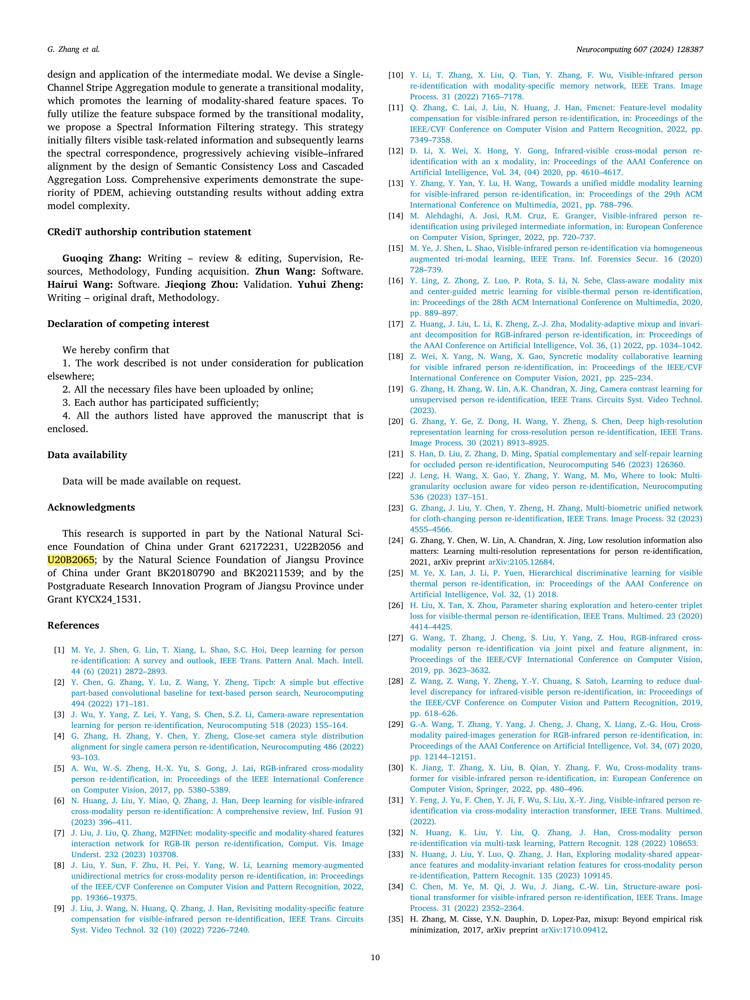 G. Zhang et al.
Neurocomputing 607 (2024) 128387
design and application of the intermediate modal. We devise a Single-
Channel Stripe Aggregation module to generate a transitional modality,
which promotes the learning of modality-shared feature spaces. To
fully utilize the feature subspace formed by the transitional modality,
we propose a Spectral Information Filtering strategy. This strategy
initially filters visible task-related information and subsequently learns
the spectral correspondence, progressively achieving visible–infrared
alignment by the design of Semantic Consistency Loss and Cascaded
Aggregation Loss. Comprehensive experiments demonstrate the supe-
riority of PDEM, achieving outstanding results without adding extra
model complexity.
CRediT authorship contribution statement
Guoqing Zhang: Writing – review & editing, Supervision, Re-
sources, Methodology, Funding acquisition. Zhun Wang: Software.
Hairui Wang: Software. Jieqiong Zhou: Validation. Yuhui Zheng:
Writing – original draft, Methodology.
Declaration of competing interest
We hereby confirm that
1. The work described is not under consideration for publication
elsewhere;
2. All the necessary files have been uploaded by online;
3. Each author has participated sufficiently;
4. All the authors listed have approved the manuscript that is
enclosed.
Data availability
Data will be made available on request.
Acknowledgments
This research is supported in part by the National Natural Sci-
ence Foundation of China under Grant 62172231, U22B2056 and
U20B2065; by the Natural Science Foundation of Jiangsu Province
of China under Grant BK20180790 and BK20211539; and by the
Postgraduate Research Innovation Program of Jiangsu Province under
Grant KYCX24_1531.
References
[1] M. Ye, J. Shen, G. Lin, T. Xiang, L. Shao, S.C. Hoi, Deep learning for person
re-identification: A survey and outlook, IEEE Trans. Pattern Anal. Mach. Intell.
44 (6) (2021) 2872–2893.
[2] Y. Chen, G. Zhang, Y. Lu, Z. Wang, Y. Zheng, Tipcb: A simple but effective
part-based convolutional baseline for text-based person search, Neurocomputing
494 (2022) 171–181.
[3] J. Wu, Y. Yang, Z. Lei, Y. Yang, S. Chen, S.Z. Li, Camera-aware representation
learning for person re-identification, Neurocomputing 518 (2023) 155–164.
[4] G. Zhang, H. Zhang, Y. Chen, Y. Zheng, Close-set camera style distribution
alignment for single camera person re-identification, Neurocomputing 486 (2022)
93–103.
[5] A. Wu, W.-S. Zheng, H.-X. Yu, S. Gong, J. Lai, RGB-infrared cross-modality
person re-identification, in: Proceedings of the IEEE International Conference
on Computer Vision, 2017, pp. 5380–5389.
[6] N. Huang, J. Liu, Y. Miao, Q. Zhang, J. Han, Deep learning for visible-infrared
cross-modality person re-identification: A comprehensive review, Inf. Fusion 91
(2023) 396–411.
[7] J. Liu, J. Liu, Q. Zhang, M2FINet: modality-specific and modality-shared features
interaction network for RGB-IR person re-identification, Comput. Vis. Image
Underst. 232 (2023) 103708.
[8] J. Liu, Y. Sun, F. Zhu, H. Pei, Y. Yang, W. Li, Learning memory-augmented
unidirectional metrics for cross-modality person re-identification, in: Proceedings
of the IEEE/CVF Conference on Computer Vision and Pattern Recognition, 2022,
pp. 19366–19375.
[9] J. Liu, J. Wang, N. Huang, Q. Zhang, J. Han, Revisiting modality-specific feature
compensation for visible-infrared person re-identification, IEEE Trans. Circuits
Syst. Video Technol. 32 (10) (2022) 7226–7240.
[10] Y. Li, T. Zhang, X. Liu, Q. Tian, Y. Zhang, F. Wu, Visible-infrared person
re-identification with modality-specific memory network, IEEE Trans. Image
Process. 31 (2022) 7165–7178.
[11] Q. Zhang, C. Lai, J. Liu, N. Huang, J. Han, Fmcnet: Feature-level modality
compensation for visible-infrared person re-identification, in: Proceedings of the
IEEE/CVF Conference on Computer Vision and Pattern Recognition, 2022, pp.
7349–7358.
[12] D. Li, X. Wei, X. Hong, Y. Gong, Infrared-visible cross-modal person re-
identification with an x modality, in: Proceedings of the AAAI Conference on
Artificial Intelligence, Vol. 34, (04) 2020, pp. 4610–4617.
[13] Y. Zhang, Y. Yan, Y. Lu, H. Wang, Towards a unified middle modality learning
for visible-infrared person re-identification, in: Proceedings of the 29th ACM
International Conference on Multimedia, 2021, pp. 788–796.
[14] M. Alehdaghi, A. Josi, R.M. Cruz, E. Granger, Visible-infrared person re-
identification using privileged intermediate information, in: European Conference
on Computer Vision, Springer, 2022, pp. 720–737.
[15] M. Ye, J. Shen, L. Shao, Visible-infrared person re-identification via homogeneous
augmented tri-modal learning, IEEE Trans. Inf. Forensics Secur. 16 (2020)
728–739.
[16] Y. Ling, Z. Zhong, Z. Luo, P. Rota, S. Li, N. Sebe, Class-aware modality mix
and center-guided metric learning for visible-thermal person re-identification,
in: Proceedings of the 28th ACM International Conference on Multimedia, 2020,
pp. 889–897.
[17] Z. Huang, J. Liu, L. Li, K. Zheng, Z.-J. Zha, Modality-adaptive mixup and invari-
ant decomposition for RGB-infrared person re-identification, in: Proceedings of
the AAAI Conference on Artificial Intelligence, Vol. 36, (1) 2022, pp. 1034–1042.
[18] Z. Wei, X. Yang, N. Wang, X. Gao, Syncretic modality collaborative learning
for visible infrared person re-identification, in: Proceedings of the IEEE/CVF
International Conference on Computer Vision, 2021, pp. 225–234.
[19] G. Zhang, H. Zhang, W. Lin, A.K. Chandran, X. Jing, Camera contrast learning for
unsupervised person re-identification, IEEE Trans. Circuits Syst. Video Technol.
(2023).
[20] G. Zhang, Y. Ge, Z. Dong, H. Wang, Y. Zheng, S. Chen, Deep high-resolution
representation learning for cross-resolution person re-identification, IEEE Trans.
Image Process. 30 (2021) 8913–8925.
[21] S. Han, D. Liu, Z. Zhang, D. Ming, Spatial complementary and self-repair learning
for occluded person re-identification, Neurocomputing 546 (2023) 126360.
[22] J. Leng, H. Wang, X. Gao, Y. Zhang, Y. Wang, M. Mo, Where to look: Multi-
granularity occlusion aware for video person re-identification, Neurocomputing
536 (2023) 137–151.
[23] G. Zhang, J. Liu, Y. Chen, Y. Zheng, H. Zhang, Multi-biometric unified network
for cloth-changing person re-identification, IEEE Trans. Image Process. 32 (2023)
4555–4566.
[24] G. Zhang, Y. Chen, W. Lin, A. Chandran, X. Jing, Low resolution information also
matters: Learning multi-resolution representations for person re-identification,
2021, arXiv preprint arXiv:2105.12684.
[25] M. Ye, X. Lan, J. Li, P. Yuen, Hierarchical discriminative learning for visible
thermal person re-identification, in: Proceedings of the AAAI Conference on
Artificial Intelligence, Vol. 32, (1) 2018.
[26] H. Liu, X. Tan, X. Zhou, Parameter sharing exploration and hetero-center triplet
loss for visible-thermal person re-identification, IEEE Trans. Multimed. 23 (2020)
4414–4425.
[27] G. Wang, T. Zhang, J. Cheng, S. Liu, Y. Yang, Z. Hou, RGB-infrared cross-
modality person re-identification via joint pixel and feature alignment, in:
Proceedings of the IEEE/CVF International Conference on Computer Vision,
2019, pp. 3623–3632.
[28] Z. Wang, Z. Wang, Y. Zheng, Y.-Y. Chuang, S. Satoh, Learning to reduce dual-
level discrepancy for infrared-visible person re-identification, in: Proceedings of
the IEEE/CVF Conference on Computer Vision and Pattern Recognition, 2019,
pp. 618–626.
[29] G.-A. Wang, T. Zhang, Y. Yang, J. Cheng, J. Chang, X. Liang, Z.-G. Hou, Cross-
modality paired-images generation for RGB-infrared person re-identification, in:
Proceedings of the AAAI Conference on Artificial Intelligence, Vol. 34, (07) 2020,
pp. 12144–12151.
[30] K. Jiang, T. Zhang, X. Liu, B. Qian, Y. Zhang, F. Wu, Cross-modality trans-
former for visible-infrared person re-identification, in: European Conference on
Computer Vision, Springer, 2022, pp. 480–496.
[31] Y. Feng, J. Yu, F. Chen, Y. Ji, F. Wu, S. Liu, X.-Y. Jing, Visible-infrared person re-
identification via cross-modality interaction transformer, IEEE Trans. Multimed.
(2022).
[32] N. Huang, K. Liu, Y. Liu, Q. Zhang, J. Han, Cross-modality person
re-identification via multi-task learning, Pattern Recognit. 128 (2022) 108653.
[33] N. Huang, J. Liu, Y. Luo, Q. Zhang, J. Han, Exploring modality-shared appear-
ance features and modality-invariant relation features for cross-modality person
re-identification, Pattern Recognit. 135 (2023) 109145.
[34] C. Chen, M. Ye, M. Qi, J. Wu, J. Jiang, C.-W. Lin, Structure-aware posi-
tional transformer for visible-infrared person re-identification, IEEE Trans. Image
Process. 31 (2022) 2352–2364.
[35] H. Zhang, M. Cisse, Y.N. Dauphin, D. Lopez-Paz, mixup: Beyond empirical risk
minimization, 2017, arXiv preprint arXiv:1710.09412.
10